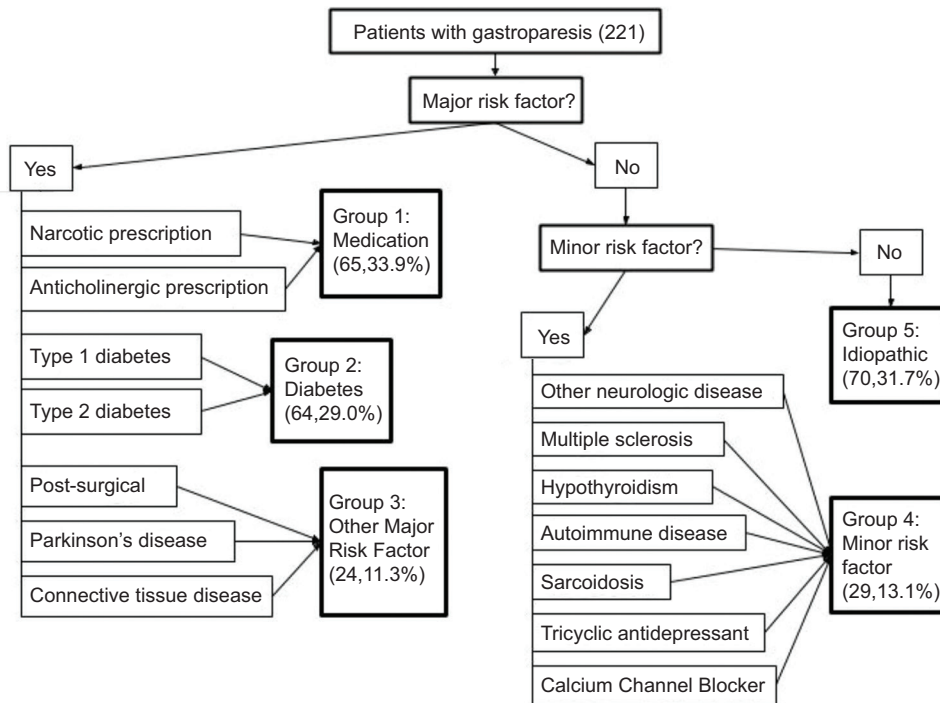 Patients with gastroparesis (221)
Major risk factor?
Yes
No
Narcotic prescription
Anticholinergic prescription
Group 1:
Medication
(65,33.9%)
Type 1 diabetes
Type 2 diabetes
Group 2:
Diabetes
(64,29.0%)
Post-surgical
Parkinson's disease
Connective tissue disease
Group 3:
Other Major
Risk Factor
(24,11.3%)
Minor risk factor?
No
Yes
Group 5:
Idiopathic
(70,31.7%)
Other neurologic disease
Multiple sclerosis
Hypothyroidism
Autoimmune disease
Sarcoidosis
Tricyclic antidepressant
Calcium Channel Blocker
Group 4:
Minor risk
factor
(29,13.1%)